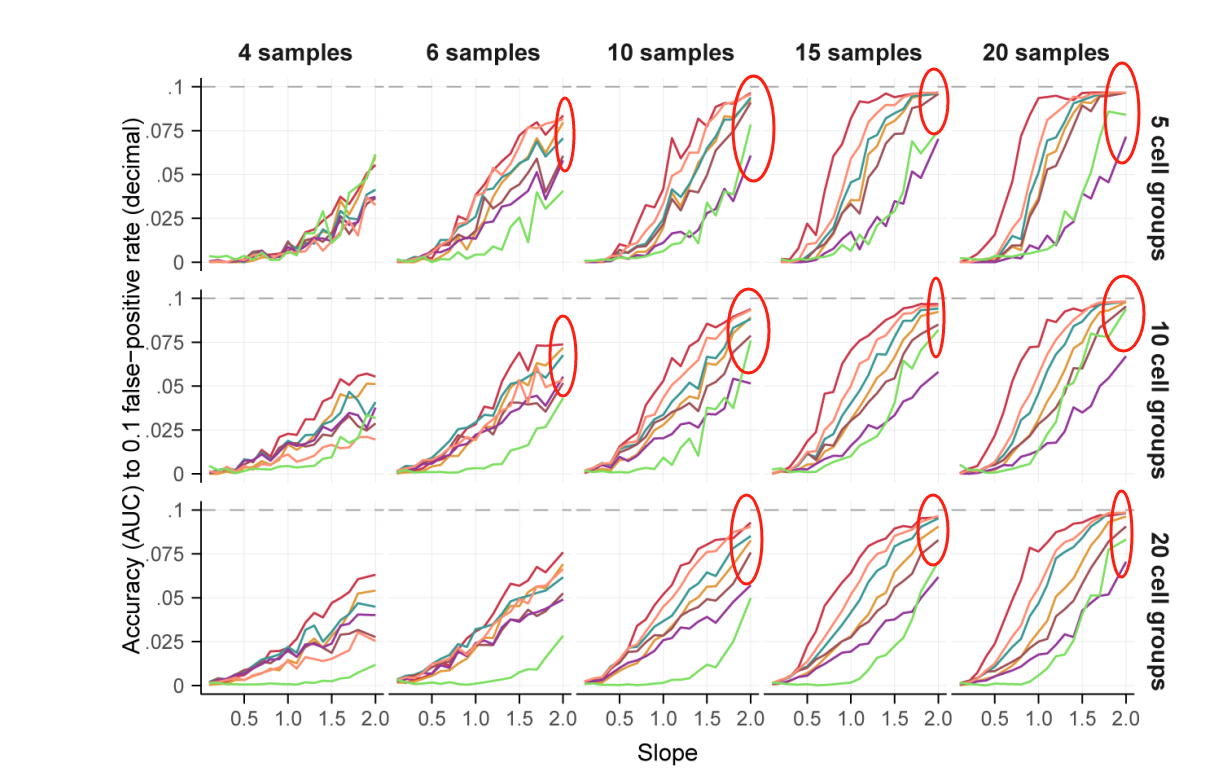 4 samples
6 samples
10 samples
15 samples
20 samples
Accuracy (AUC) to 0.1 false−positive rate (decimal)
.1
.075
.05
.025
0
5 cell groups
.1
.075
.05
.025
0
10 cell groups
.1
.075
.05
.025
0
20 cell groups
0.5 1.0 1.5 2.0
0.5 1.0 1.5 2.0
0.5 1.0 1.5 2.0
0.5 1.0 1.5 2.0
0.5 1.0 1.5 2.0
Slope